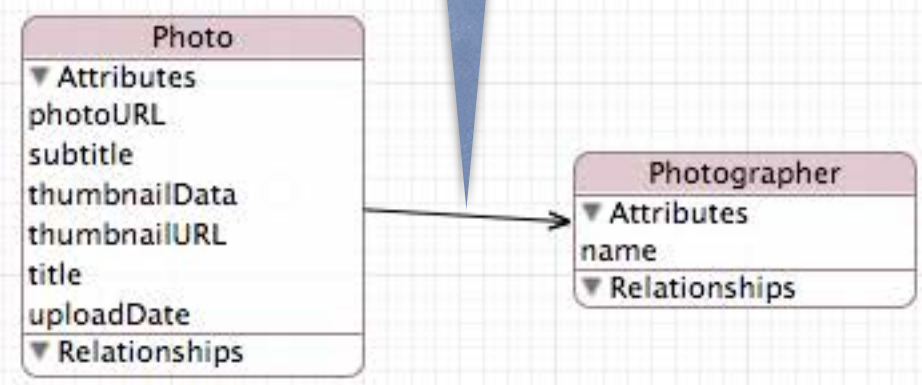 Photo
Attributes
photoURL
subtitle
thumbnailData
thumbnailURL
title
uploadDate
Relationships
Photographer
Attributes
name
Relationships